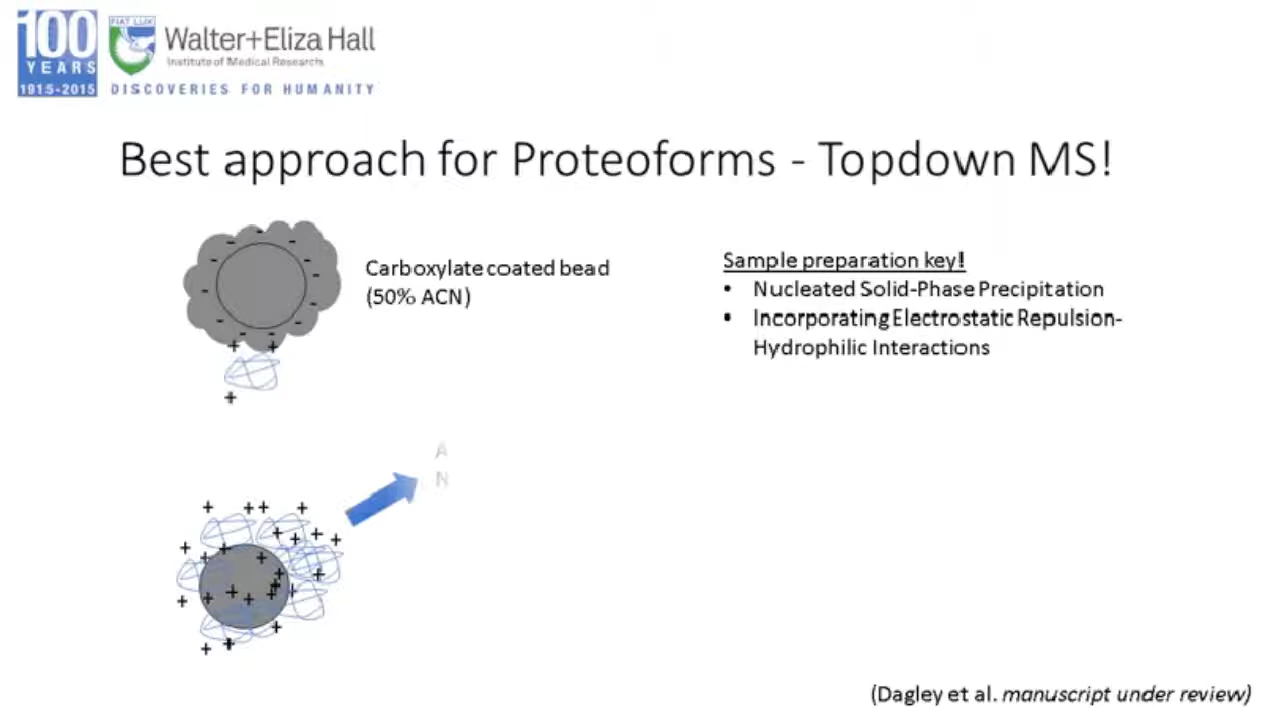 100
YEARS
1915-2015
FIAT LUX
Walter+Eliza Hall
Institute of Medical Research
DISCOVERIES FOR HUMANITY
Best approach for Proteoforms - Topdown MS!
Carboxylate coated bead
(50% ACN)
Sample preparation key!
• Nucleated Solid-Phase Precipitation
• Incorporating Electrostatic Repulsion-
Hydrophilic Interactions
A
N
(Dagley et al. manuscript under review)